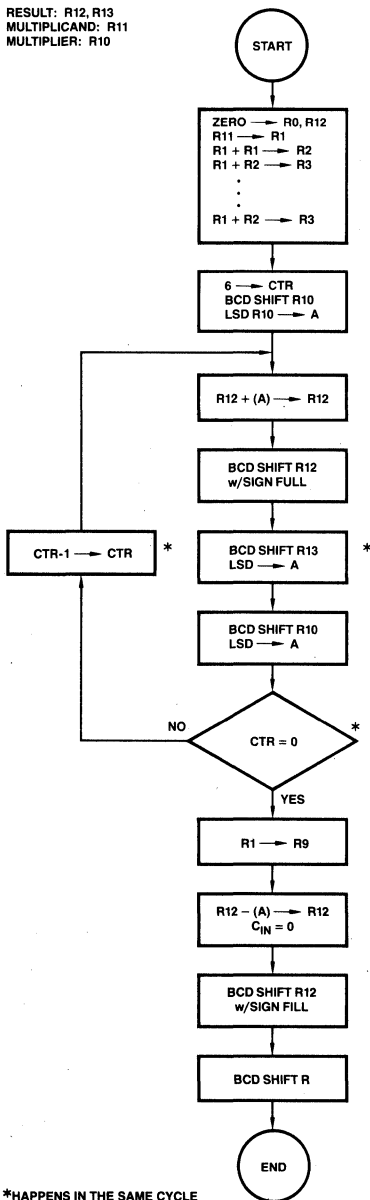 RESULT: R12, R13
MULTIPLICAND: R11
MULTIPLIER: R10
START
ZERO → R0, R12
R11 → R1
R1 + R1 → R2
R1 + R2 → R3
.
.
.
R1 + R2 → R3
6 → CTR
BCD SHIFT R10
LSD R10 → A
R12 + (A) → R12
BCD SHIFT R12
w/SIGN FULL
CTR-1 → CTR *
BCD SHIFT R13 *
LSD → A
BCD SHIFT R10
LSD → A
NO
CTR = 0 *
YES
R1 → R9
R12 – (A) → R12
CIN = 0
BCD SHIFT R12
w/SIGN FILL
BCD SHIFT R
END
*HAPPENS IN THE SAME CYCLE